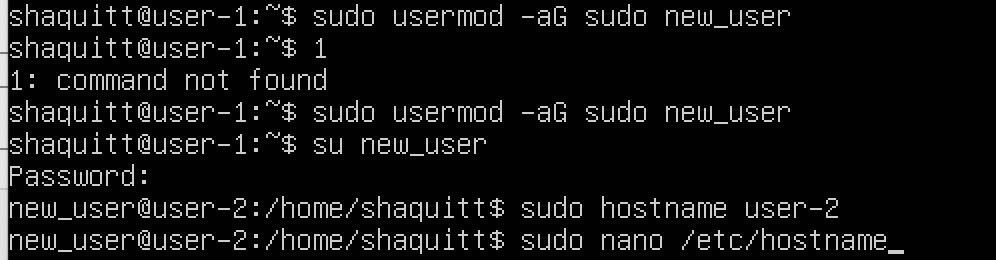 shaquitt@user-1:~$ sudo usermod -aG sudo new_user
shaquitt@user-1:~$ 1
1: command not found
shaquitt@user-1:~$ sudo usermod -aG sudo new_user
shaquitt@user-1:~$ su new_user
Password:
new_user@user-2:/home/shaquitt$ sudo hostname user-2
new_user@user-2:/home/shaquitt$ sudo nano /etc/hostname_